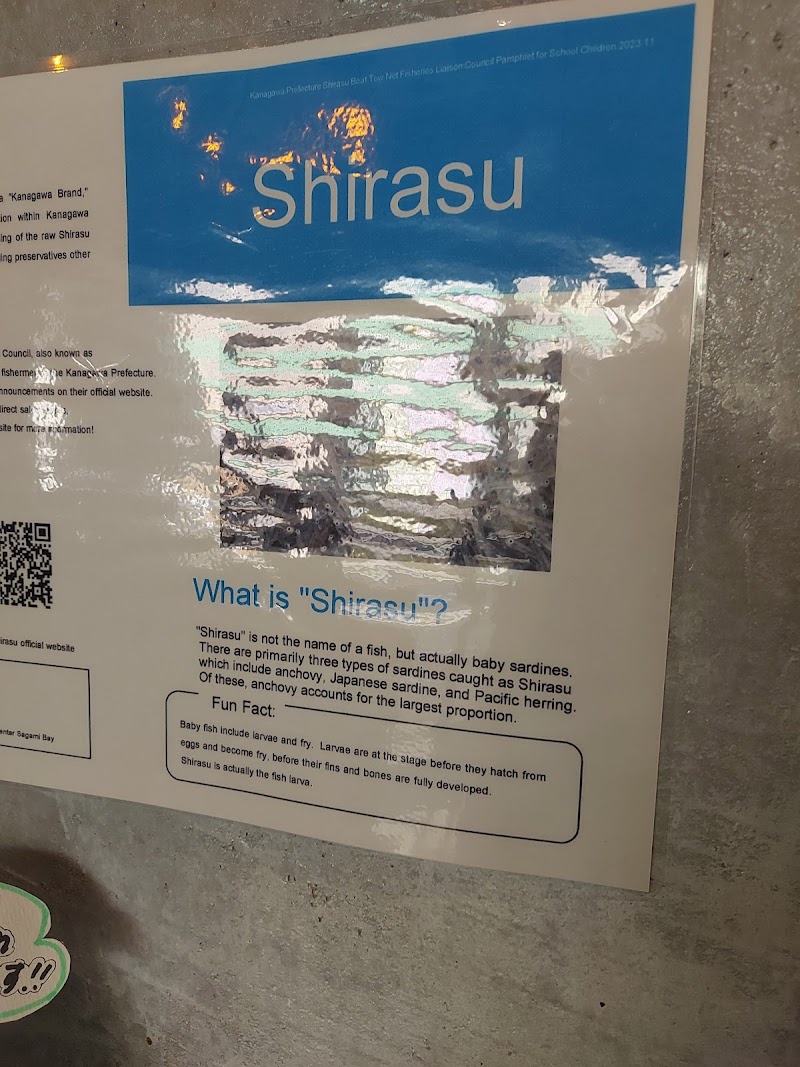 a "Kanagawa Brand,"
ion within Kanagawa
ing of the raw Shirasu
ing preservatives other
Council, also known as
fishermen the Kanagawa Prefecture.
nnouncements on their official website.
direct
site for more information!
irasu official website
enter Sagami Bay
Kanagawa Prefecture Shirasu Boat Tow Net Fisheries Liaison Council Pamphlet for School Children 2023.11
Shirasu
What is "Shirasu"?
"Shirasu" is not the name of a fish, but actually baby sardines.
There are primarily three types of sardines caught as Shirasu
which include anchovy, Japanese sardine, and Pacific herring.
Of these, anchovy accounts for the largest proportion.
Fun Fact:
Baby fish include larvae and fry. Larvae are at the stage before they hatch from
eggs and become fry, before their fins and bones are fully developed.
Shirasu is actually the fish larva.
す!!